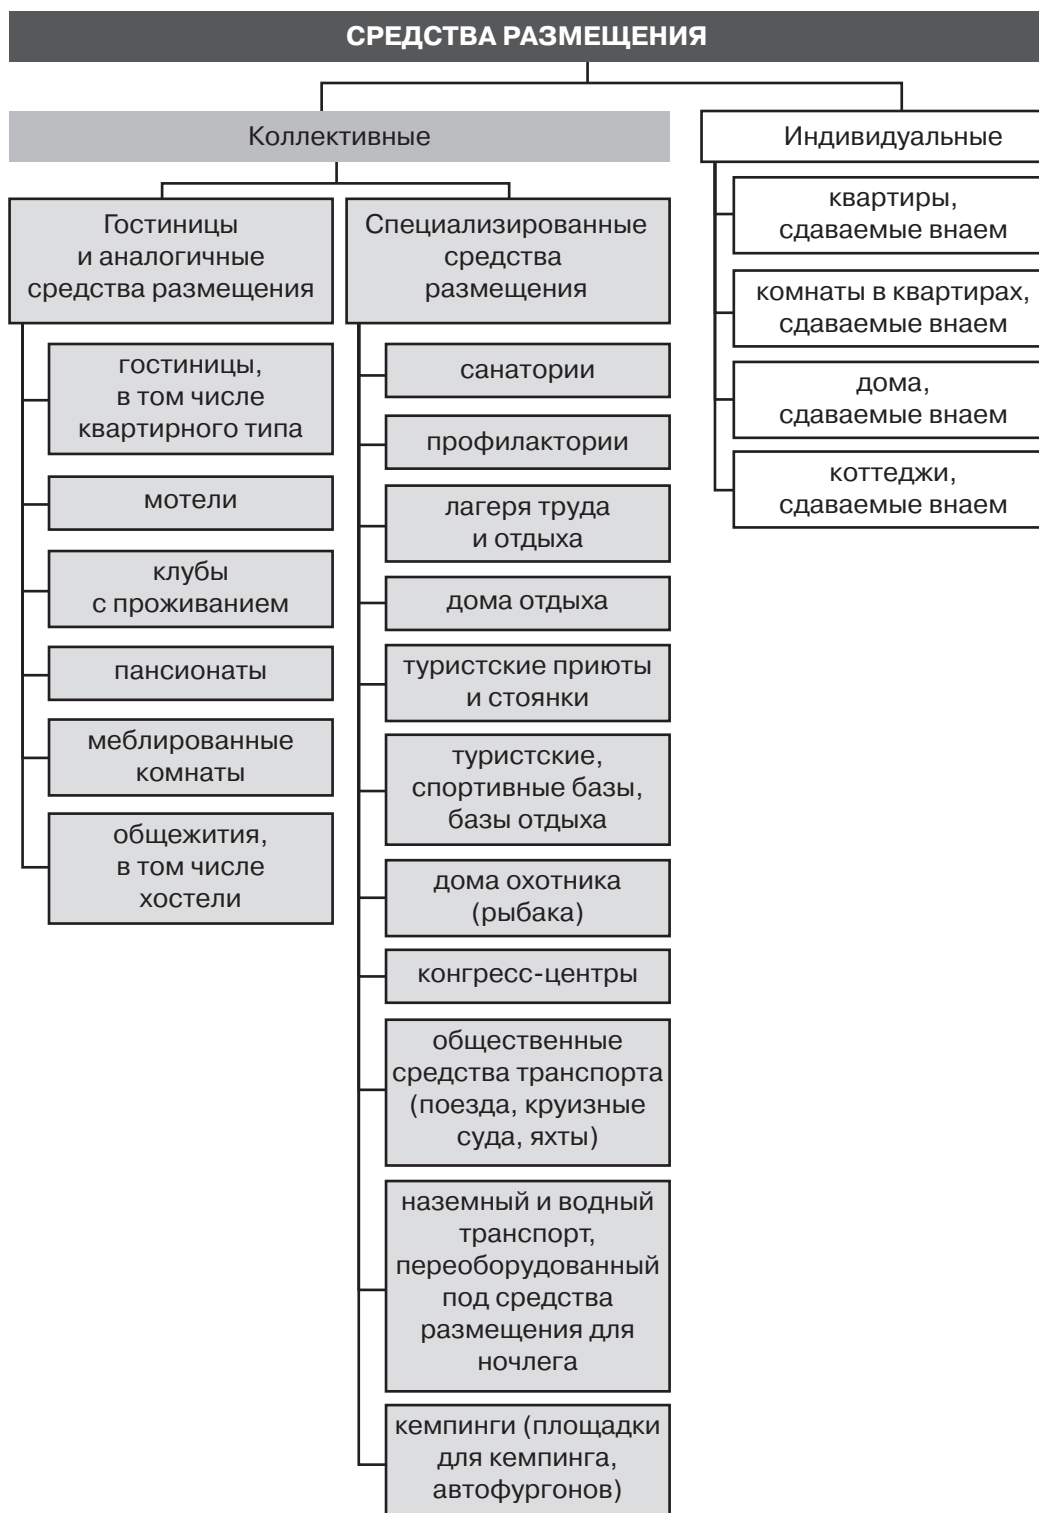 СРЕДСТВА РАЗМЕЩЕНИЯ
Коллективные
Гостиницы
и аналогичные
средства размещения
гостиницы,
в том числе
квартирного типа
мотели
клубы
с проживанием
пансионаты
меблированные
комнаты
общежития,
в том числе
хостели
Специализированные
средства
размещения
санатории
профилактории
лагеря труда
и отдыха
дома отдыха
туристские приюты
и стоянки
туристские,
спортивные базы,
базы отдыха
дома охотника
(рыбака)
конгресс-центры
общественные
средства транспорта
(поезда, круизные
суда, яхты)
наземный и водный
транспорт,
переоборудованный
под средства
размещения для
ночлега
кемпинги (площадки
для кемпинга,
автофургонов)
Индивидуальные
квартиры,
сдаваемые внаем
комнаты в квартирах,
сдаваемые внаем
дома,
сдаваемые внаем
коттеджи,
сдаваемые внаем